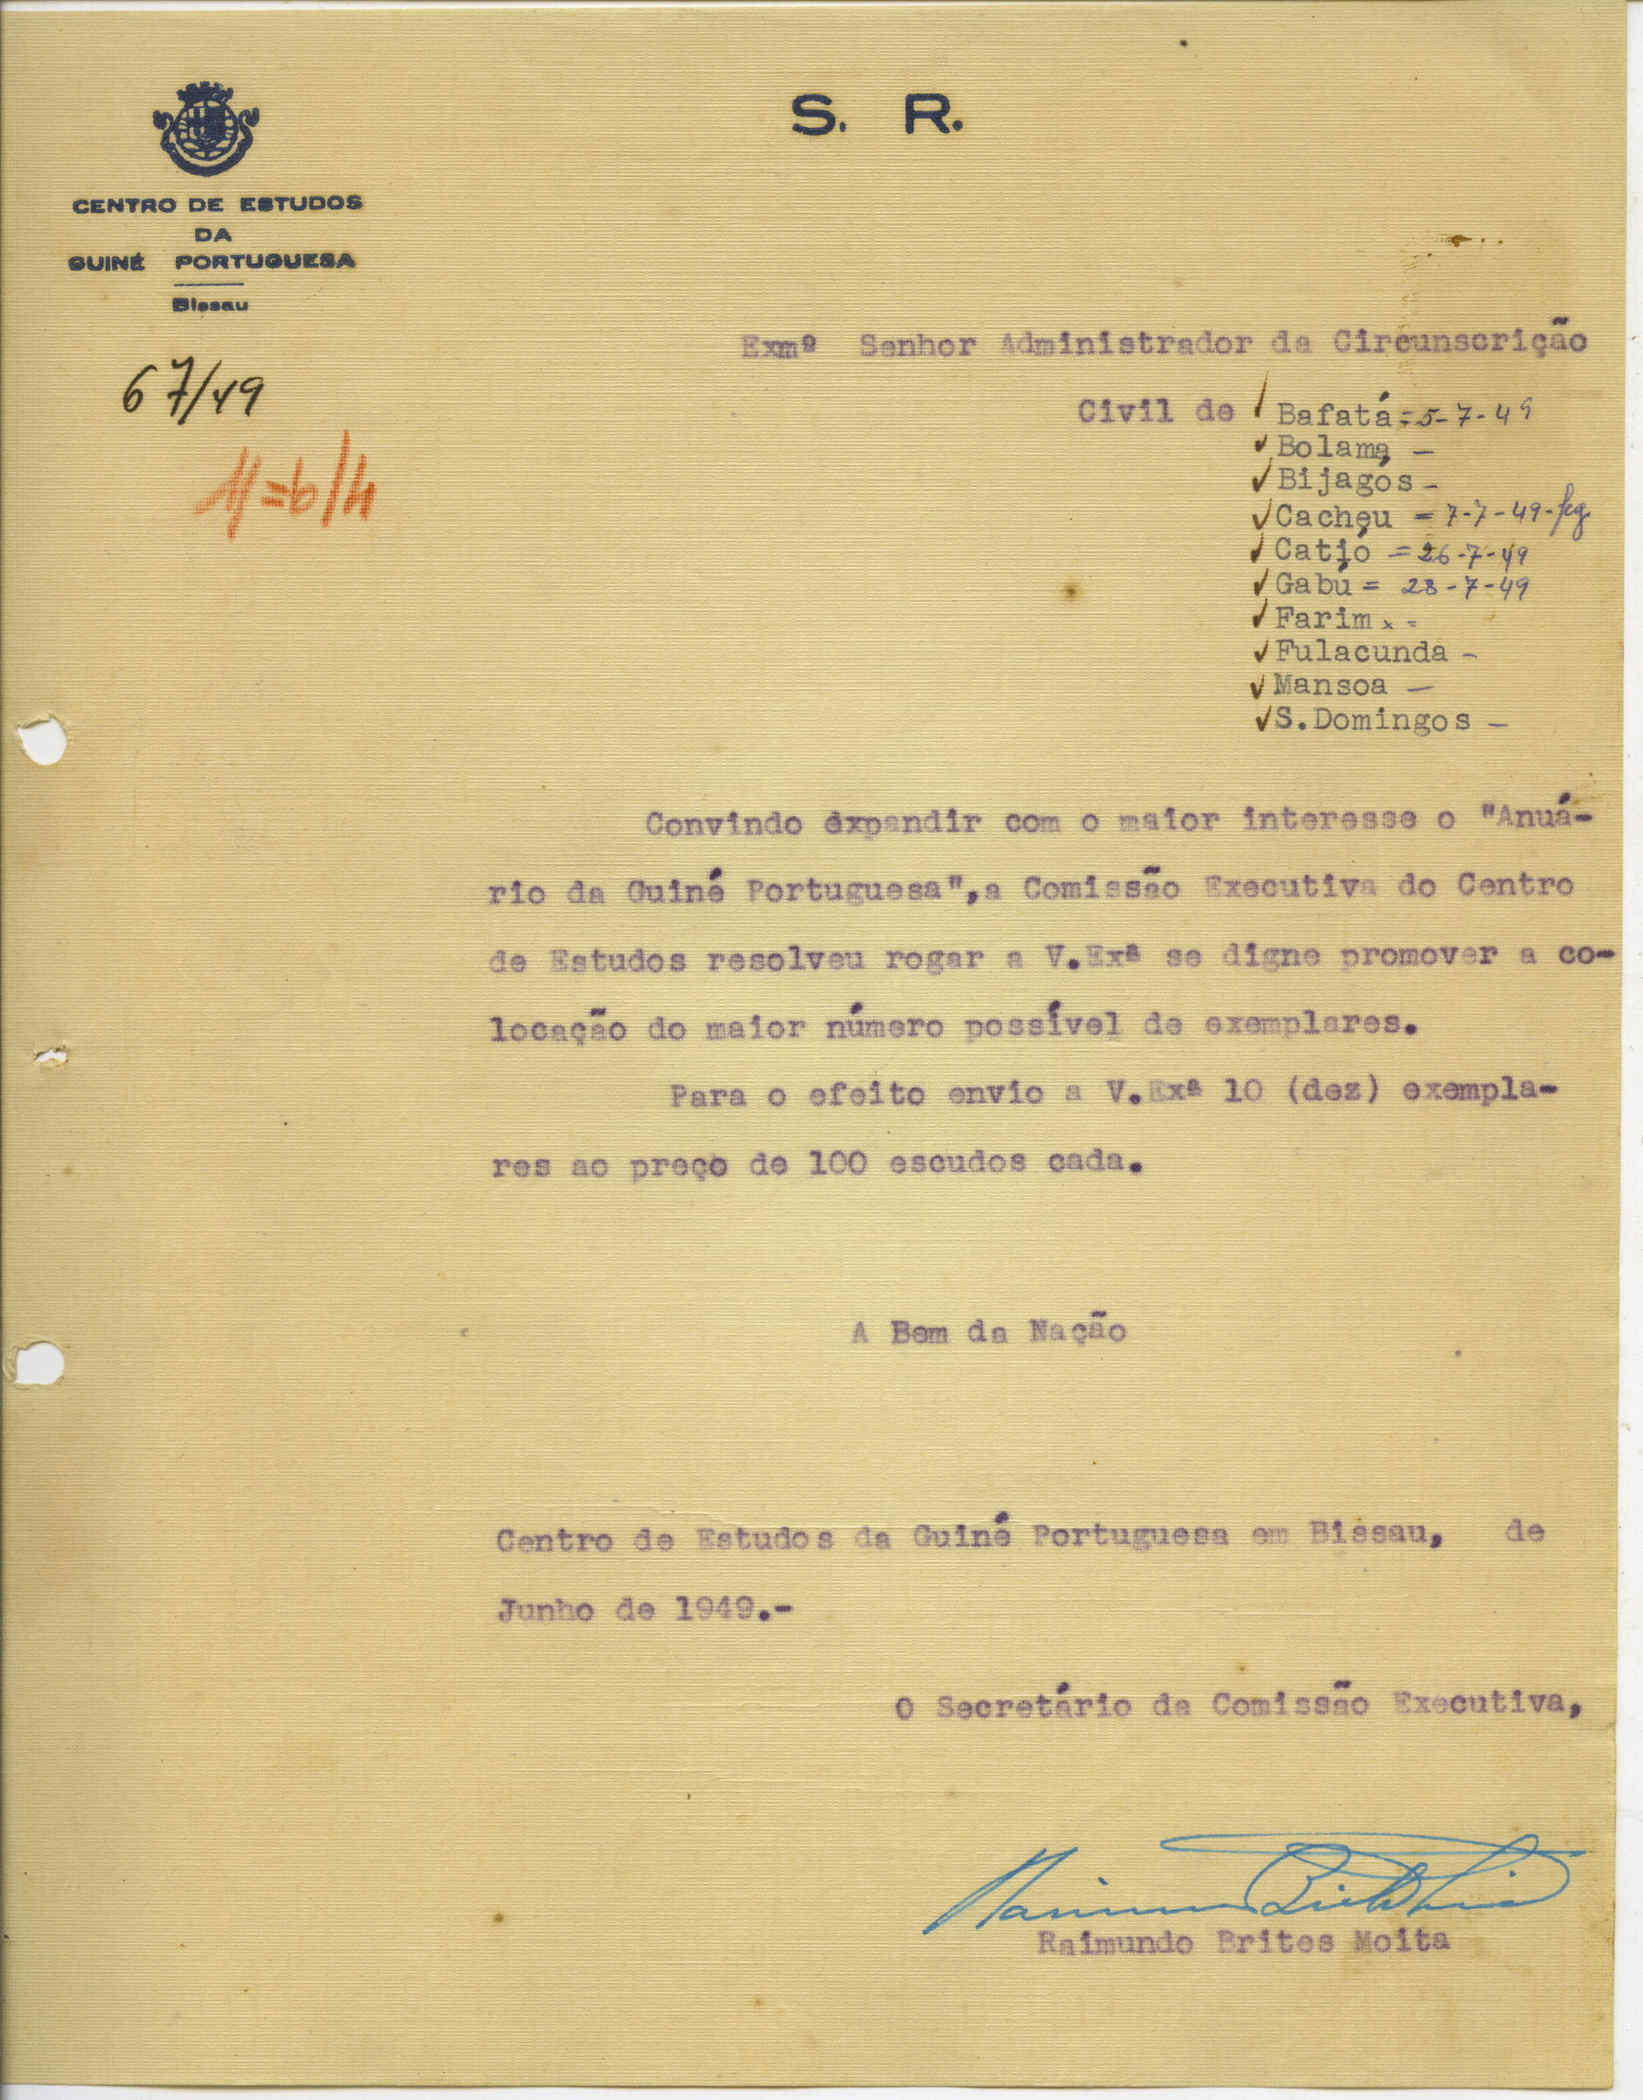 S. R.
CENTRO DE ESTUDOS
DA
GUINÉ PORTUGUESA
Bissau
67/49
Exmº Senhor Administrador da Circunscrição
Civil de Bafatá = 5-7-49
Bolama -
Bijagós -
Cacheu = 7-7-49-
Catió = 26-7-49
Gabú = 28-7-49
Farim x =
Fulacunda -
Mansoa -
S.Domingos -
Convindo expandir com o maior interesse o "Anuá-
rio da Guiné Portuguesa",a Comissão Executiva do Centro
de Estudos resolveu rogar a V.Exª se digne promover a co-
locação do maior número possível de exemplares.
Para o efeito envio a V.Exª 10 (dez) exempla-
res ao preço de 100 escudos cada.
A Bem da Nação
Centro de Estudos da Guiné Portuguesa em Bissau, de
Junho de 1949.-
O Secretário da Comissão Executiva,
Raimundo Brites Moita